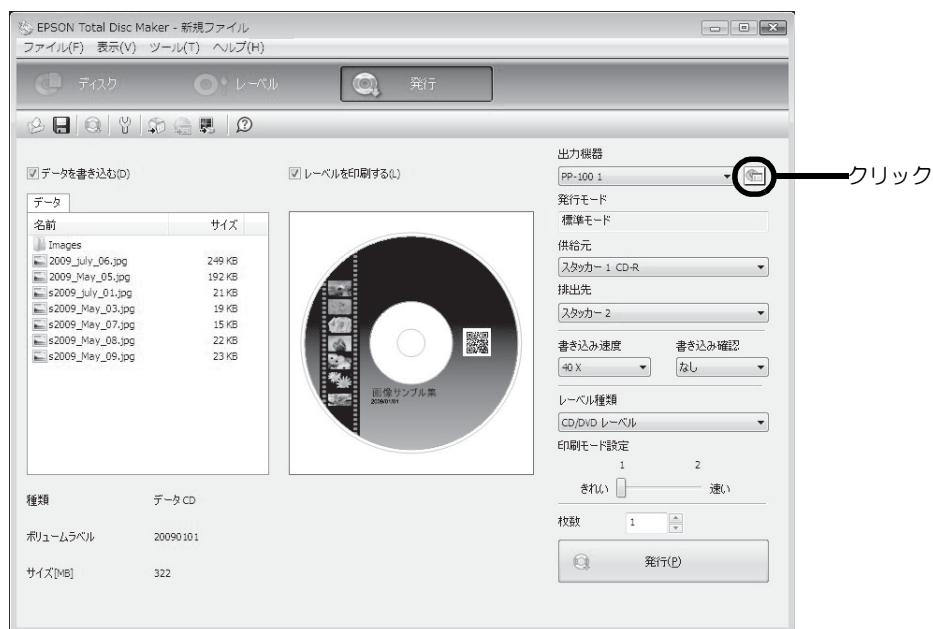 EPSON Total Disc Maker - 新規ファイル
ファイル(F) 表示(V) ツール(T) ヘルプ(H)
ディスク
レーベル
発行
データを書き込む(D)
データ
名前 サイズ
Images
2009_july_06.jpg 249 KB
2009_May_05.jpg 192 KB
s2009_july_01.jpg 21 KB
s2009_May_03.jpg 19 KB
s2009_May_07.jpg 15 KB
s2009_May_08.jpg 22 KB
s2009_May_09.jpg 23 KB
種類 データ CD
ボリュームラベル 20090101
サイズ[MB] 322
レーベルを印刷する(L)
画像サンプル集
2009/01/01
出力機器
PP-100 1
クリック
発行モード
標準モード
供給元
スタッカー 1 CD-R
排出先
スタッカー 2
書き込み速度 書き込み確認
40 X なし
レーベル種類
CD/DVD レーベル
印刷モード設定
1 2
きれい 速い
枚数 1
発行(P)